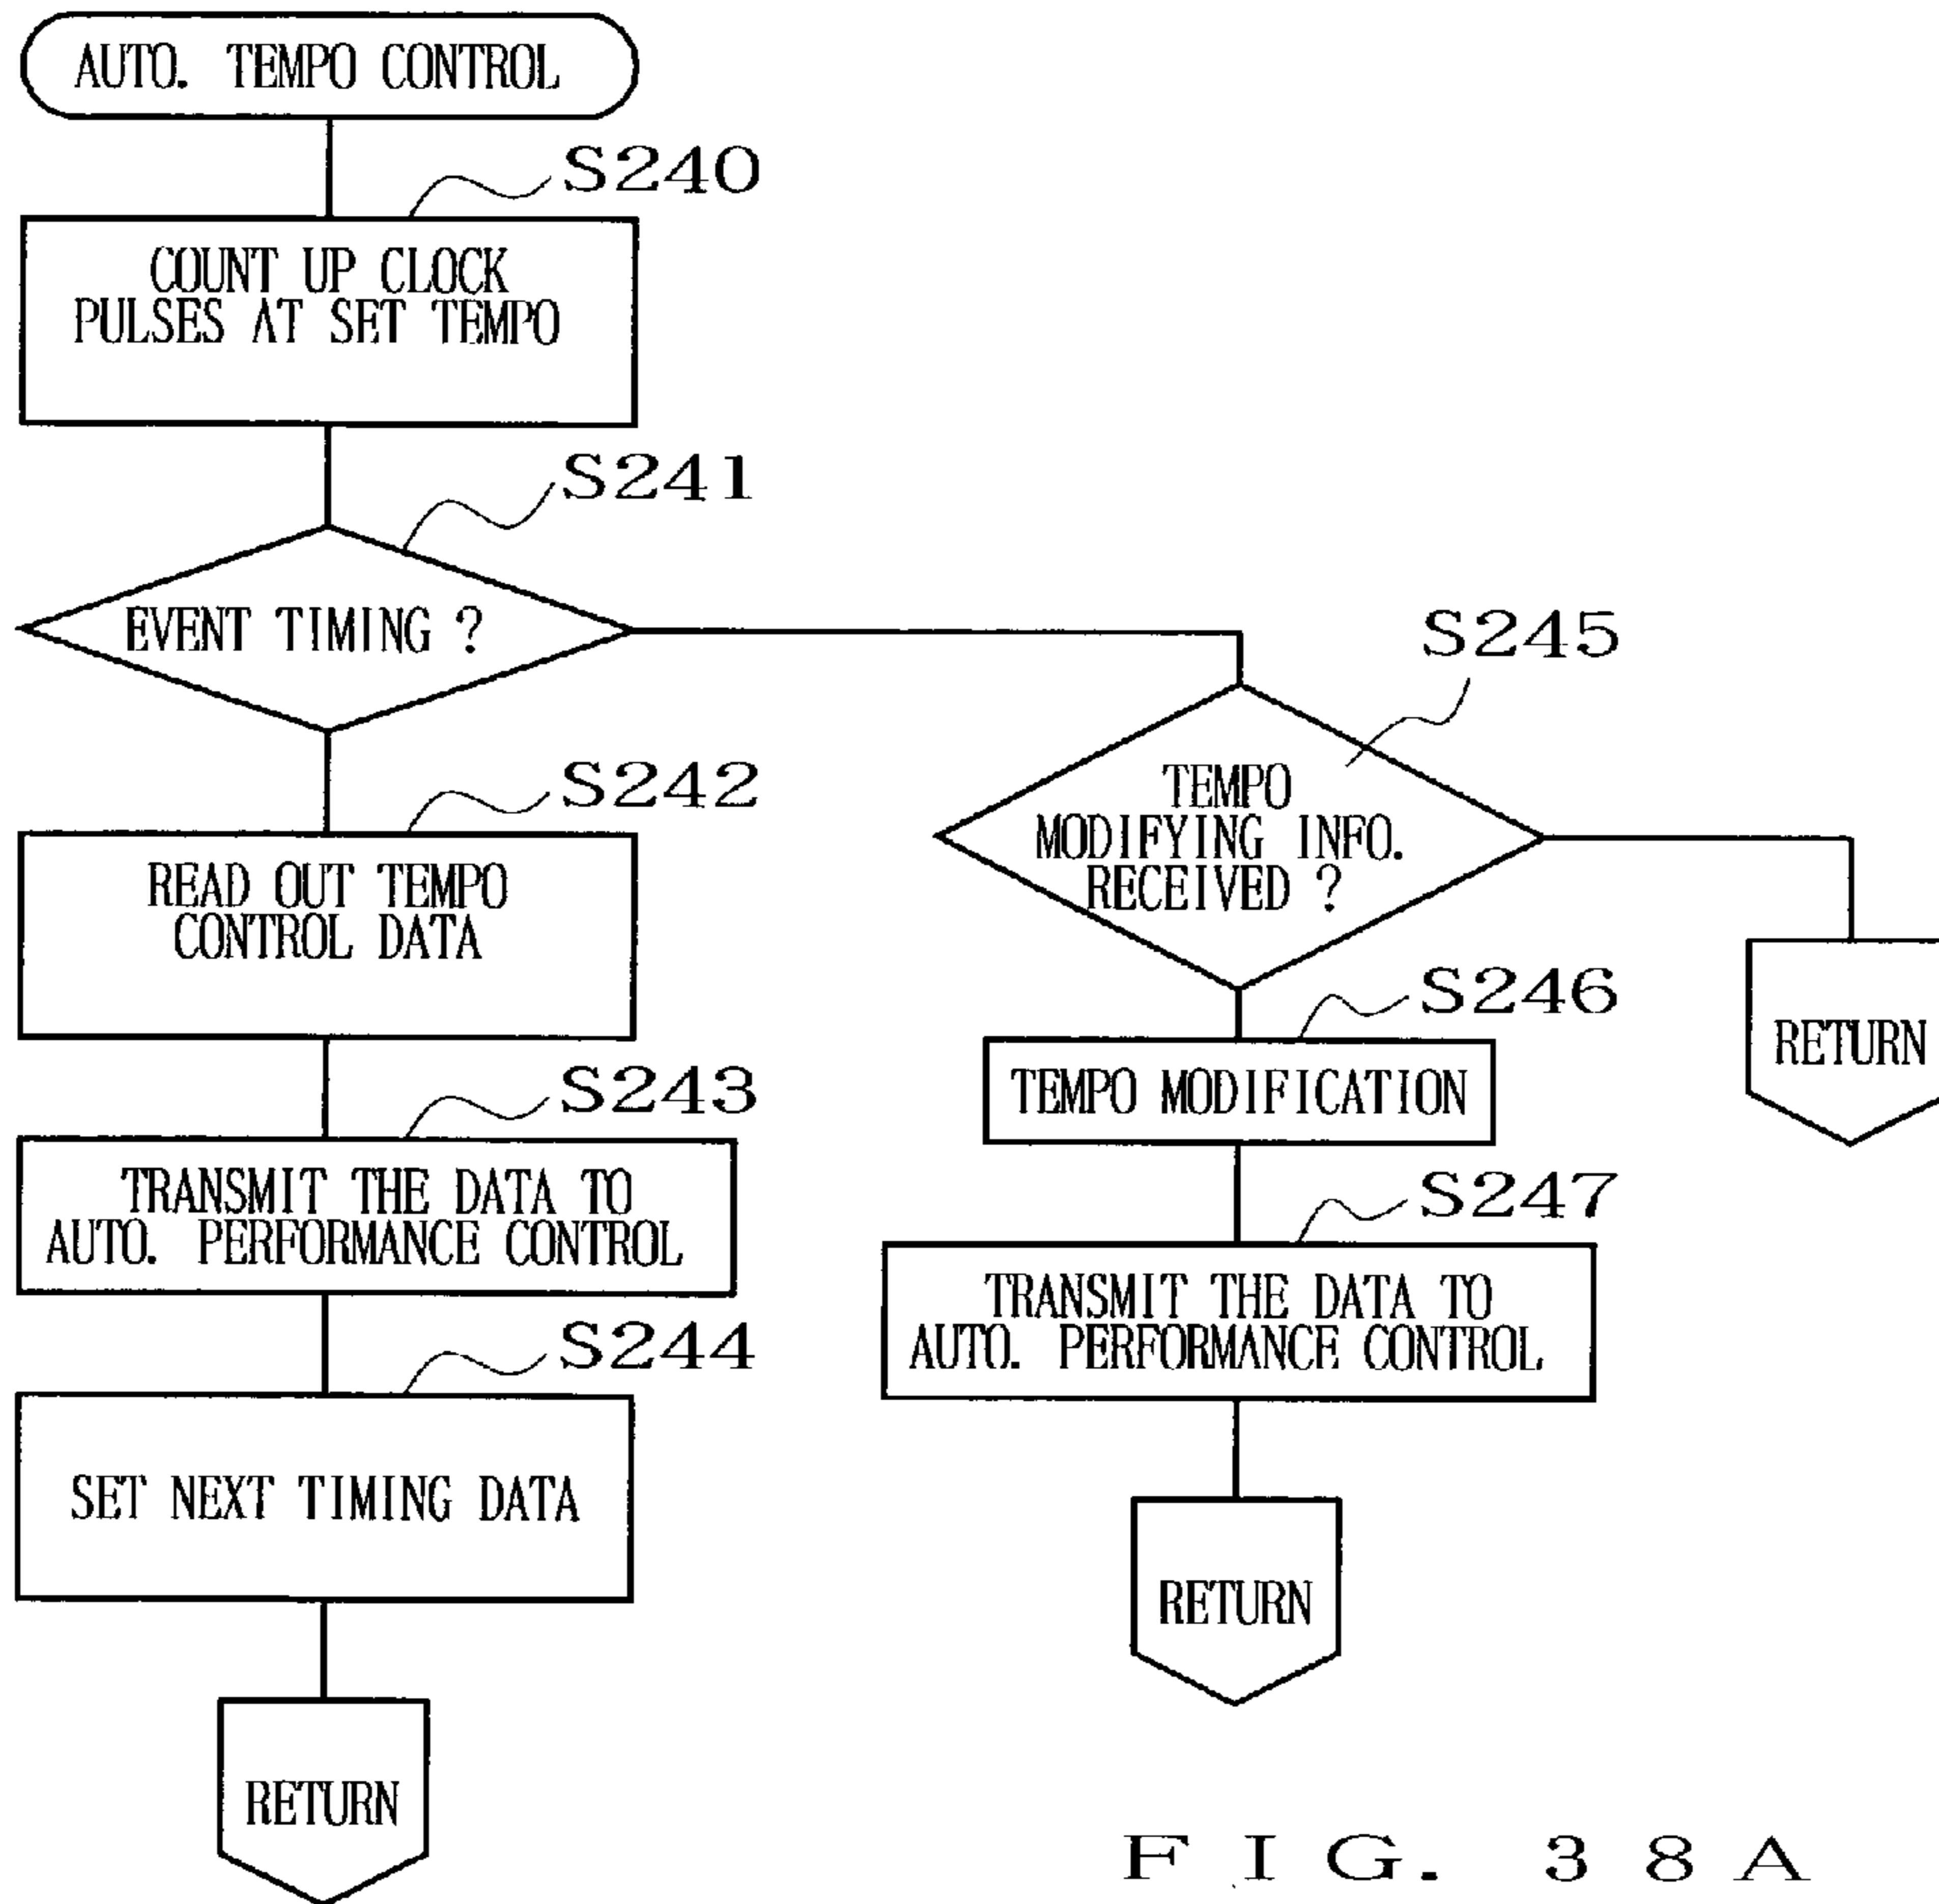 AUTO. TEMPO CONTROL
S240
COUNT UP CLOCK
PULSES AT SET TEMPO
S241
EVENT TIMING ?
S242
READ OUT TEMPO
CONTROL DATA
S243
TRANSMIT THE DATA TO
AUTO. PERFORMANCE CONTROL
S244
SET NEXT TIMING DATA
RETURN
S245
TEMPO
MODIFYING INFO.
RECEIVED ?
RETURN
S246
TEMPO MODIFICATION
S247
TRANSMIT THE DATA TO
AUTO. PERFORMANCE CONTROL
RETURN
FIG. 38A